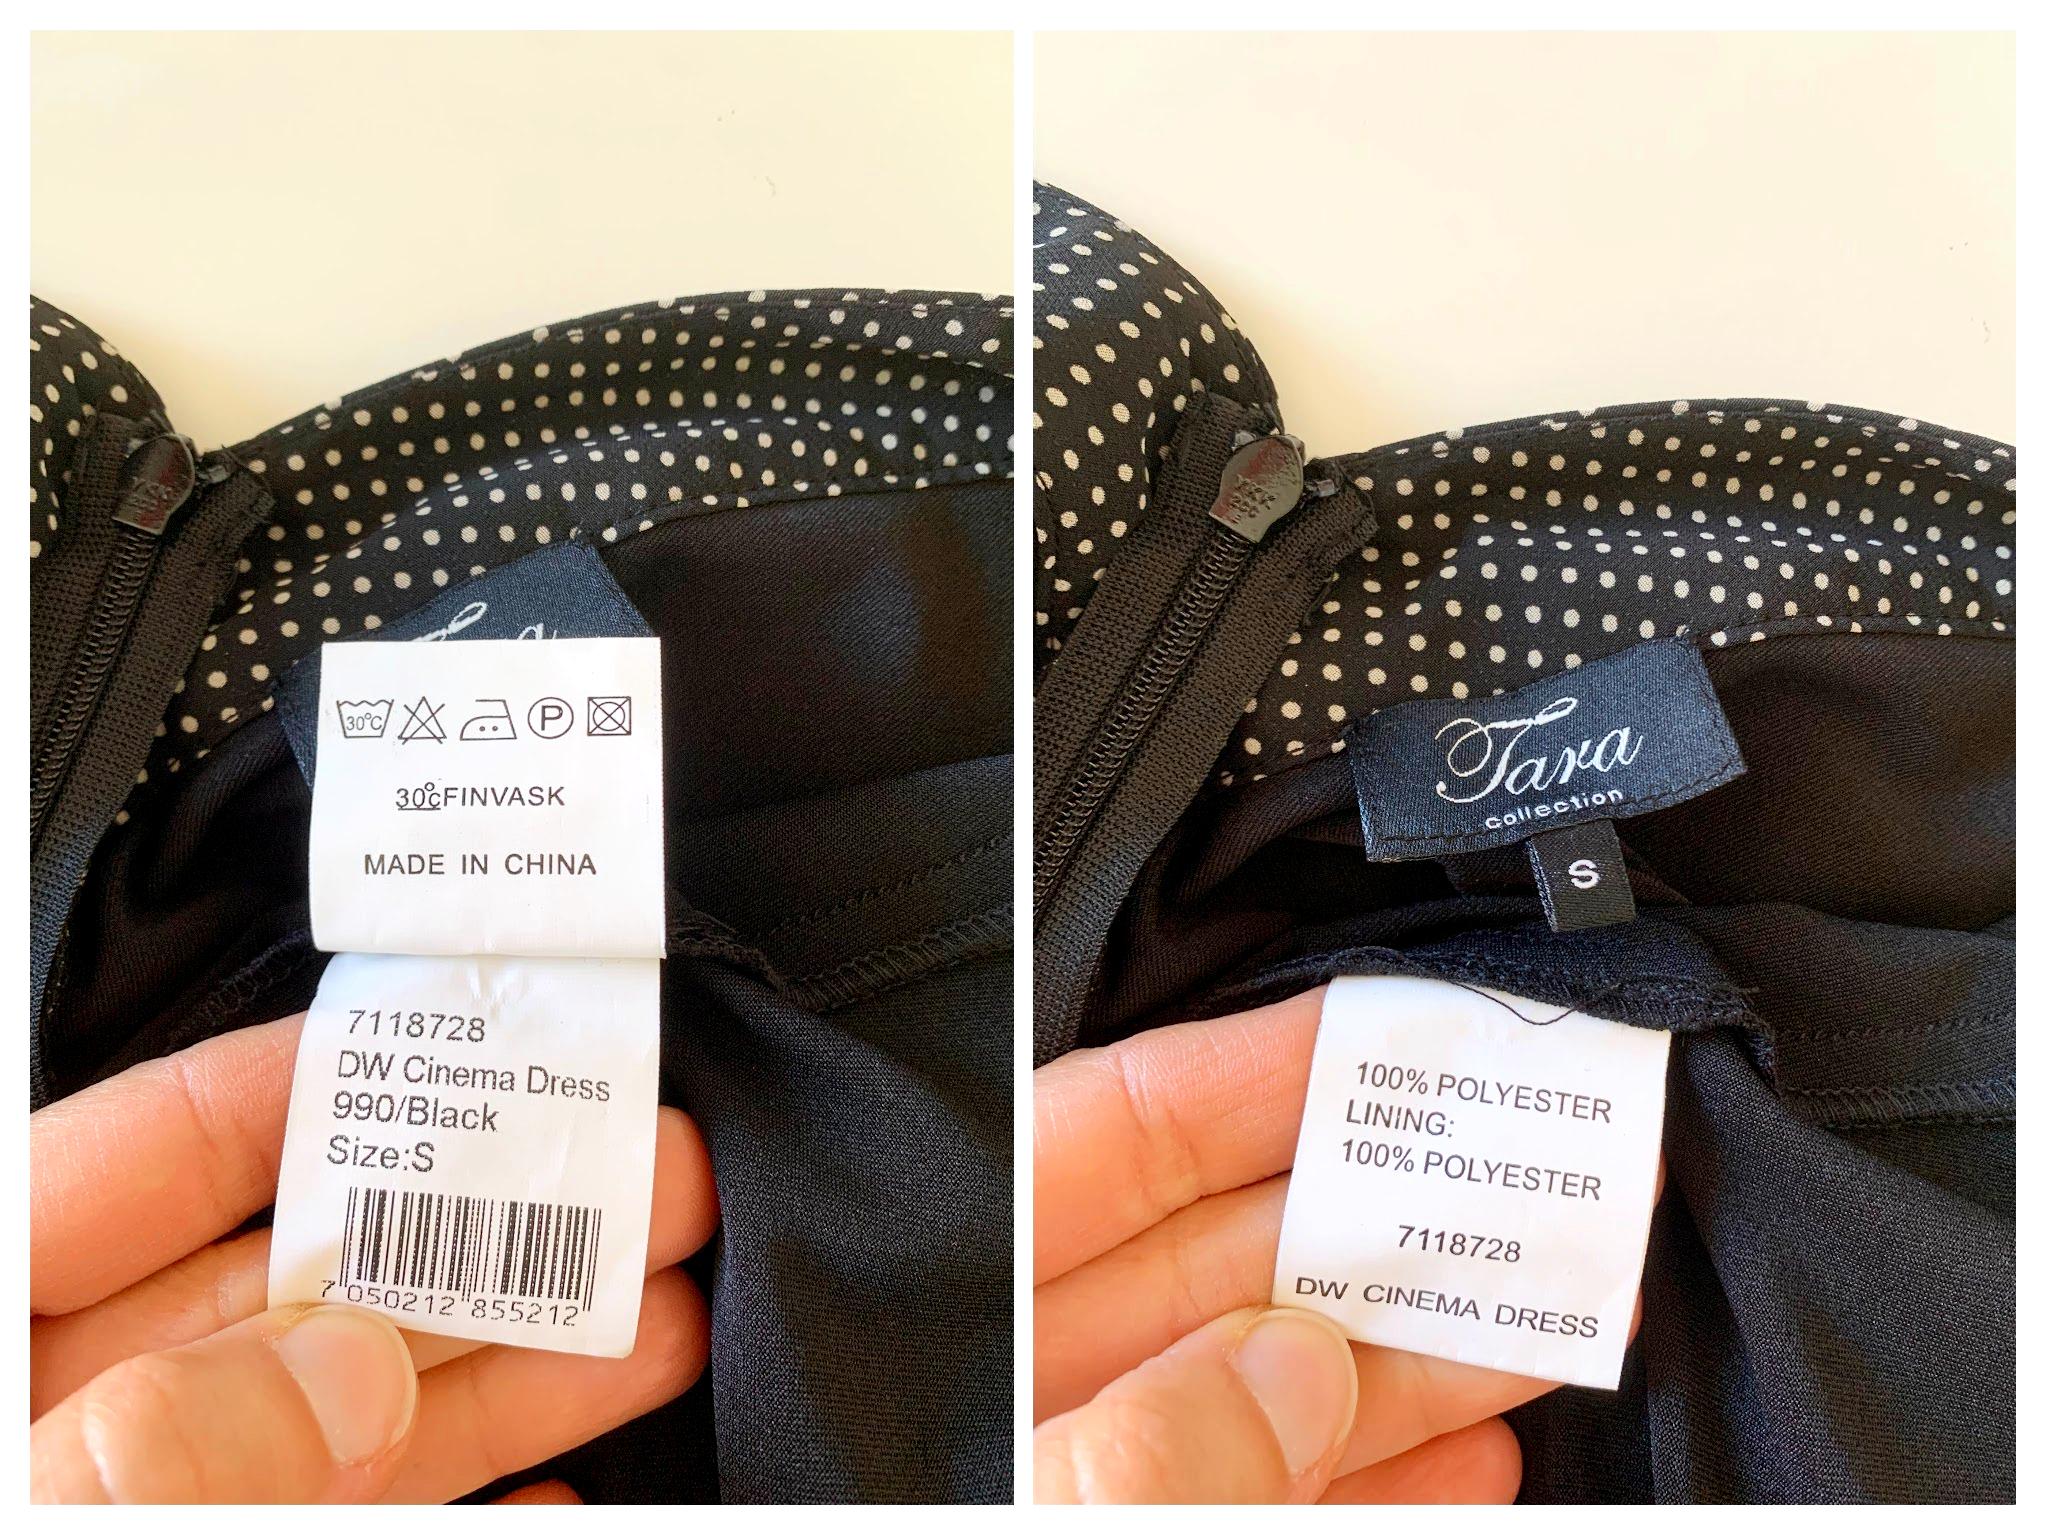 30°C
P
30°CFINVASK
MADE IN CHINA
7118728
DW Cinema Dress
990/Black
Size:S
7 050212 855212
Tara
collection
S
100% POLYESTER
LINING:
100% POLYESTER
7118728
DW CINEMA DRESS